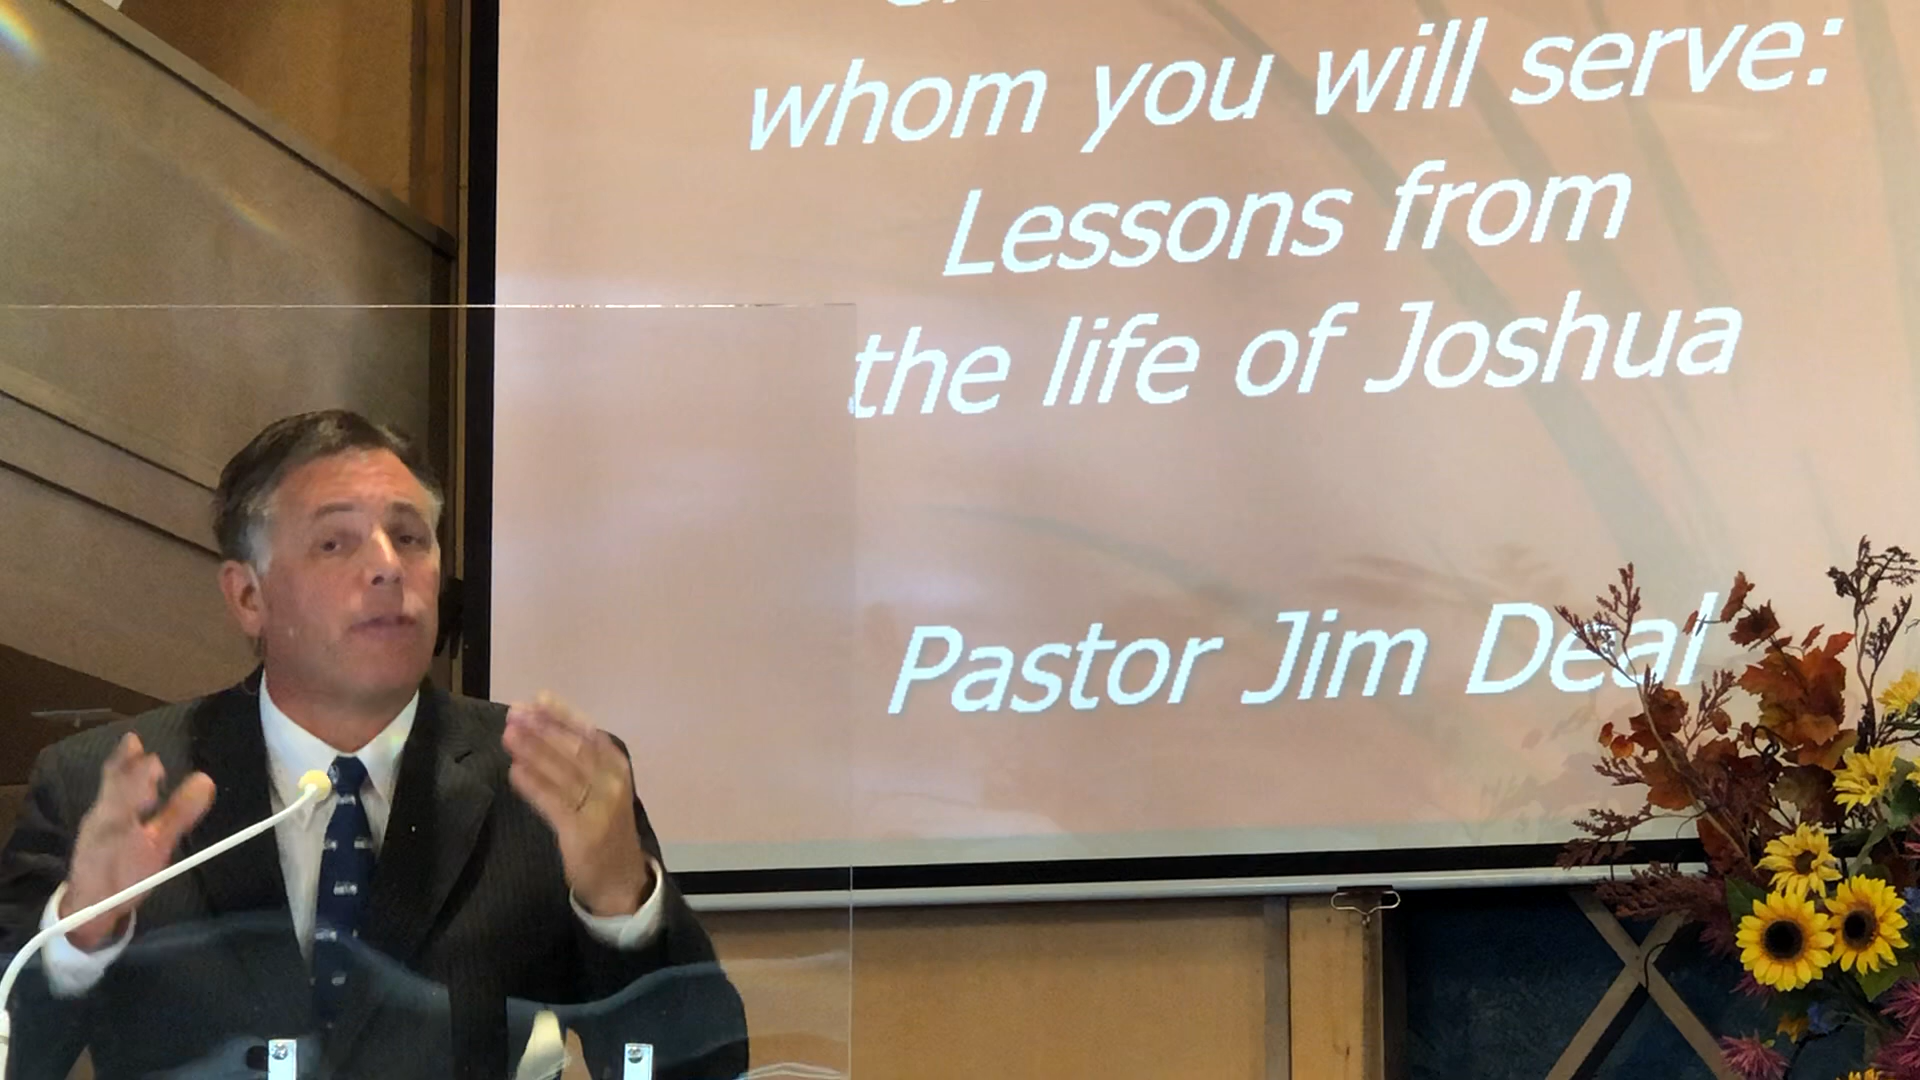 whom you will serve:
Lessons from
the life of Joshua
Pastor Jim Deal